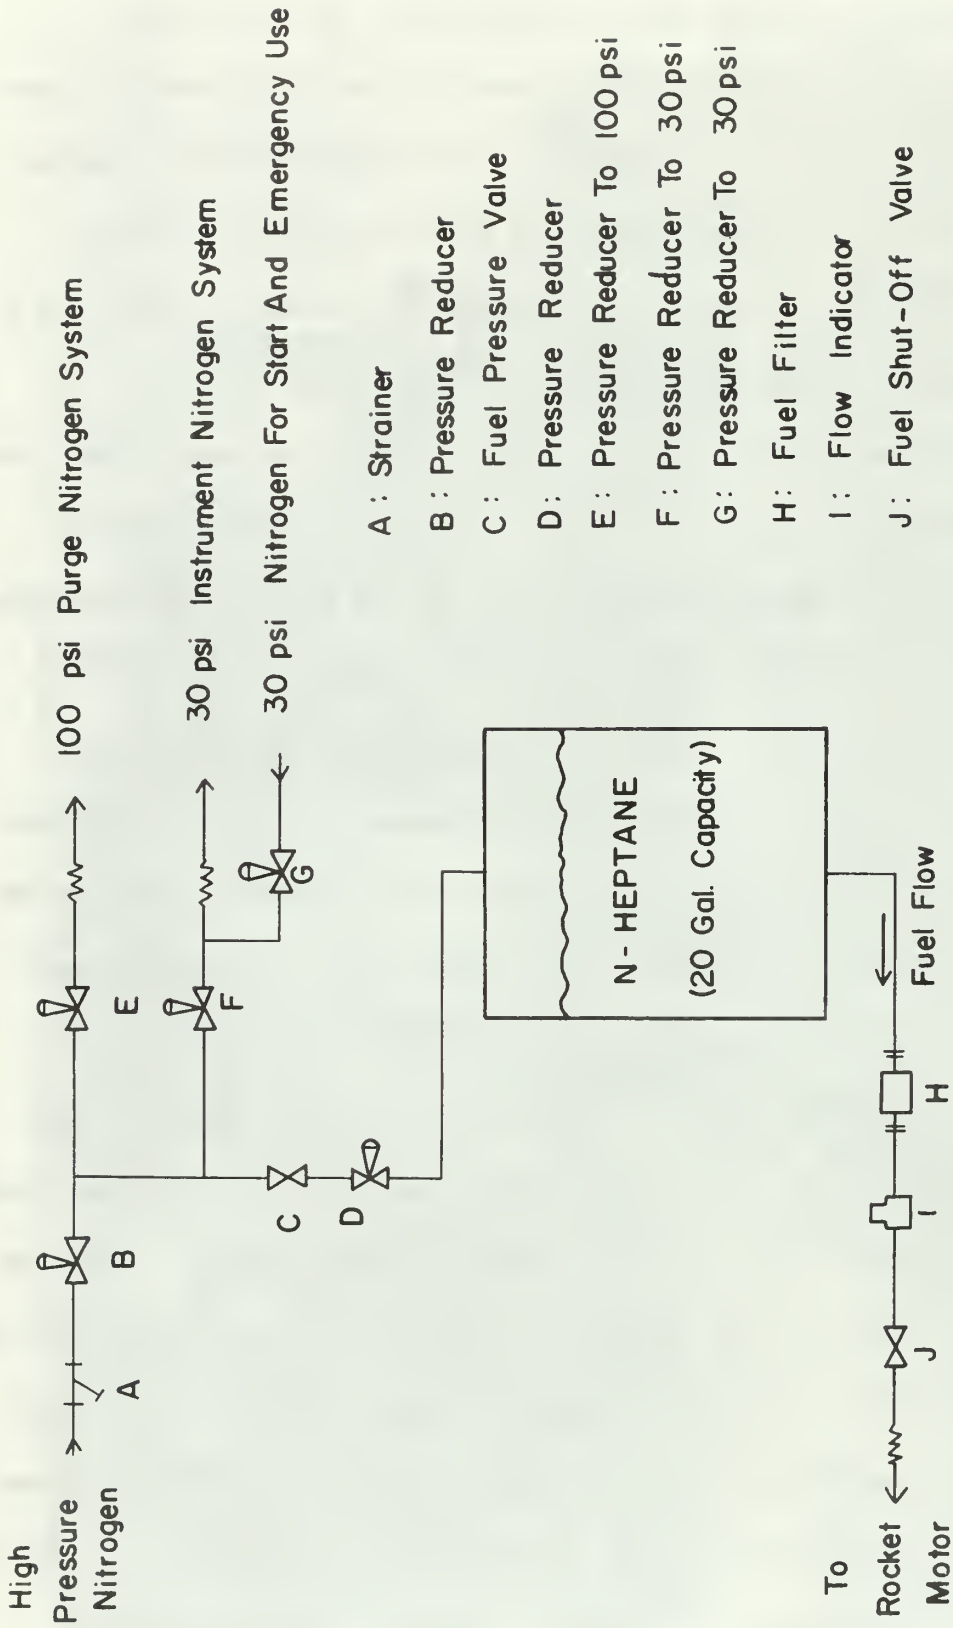 High
Pressure
Nitrogen
100 psi Purge Nitrogen System
30 psi Instrument Nitrogen System
30 psi Nitrogen For Start And Emergency Use
A
B
E
F
G
C
D
A : Strainer
B : Pressure Reducer
C : Fuel Pressure Valve
D : Pressure Reducer
E : Pressure Reducer To 100 psi
F : Pressure Reducer To 30 psi
G : Pressure Reducer To 30 psi
H : Fuel Filter
I : Flow Indicator
J : Fuel Shut-Off Valve
N-HEPTANE
(20 Gal. Capacity)
Fuel Flow
H
I
J
To
Rocket
Motor